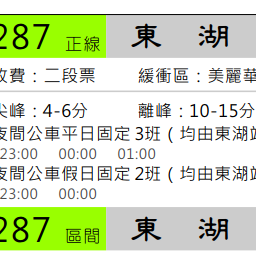 287 正線 東 湖
收費：二段票 緩衝區：美麗華
尖峰：4-6分 離峰：10-15分
夜間公車平日固定 3班（均由東湖站
23:00 00:00 01:00
夜間公車假日固定 2班（均由東湖站
23:00 00:00
287 區間 東 湖